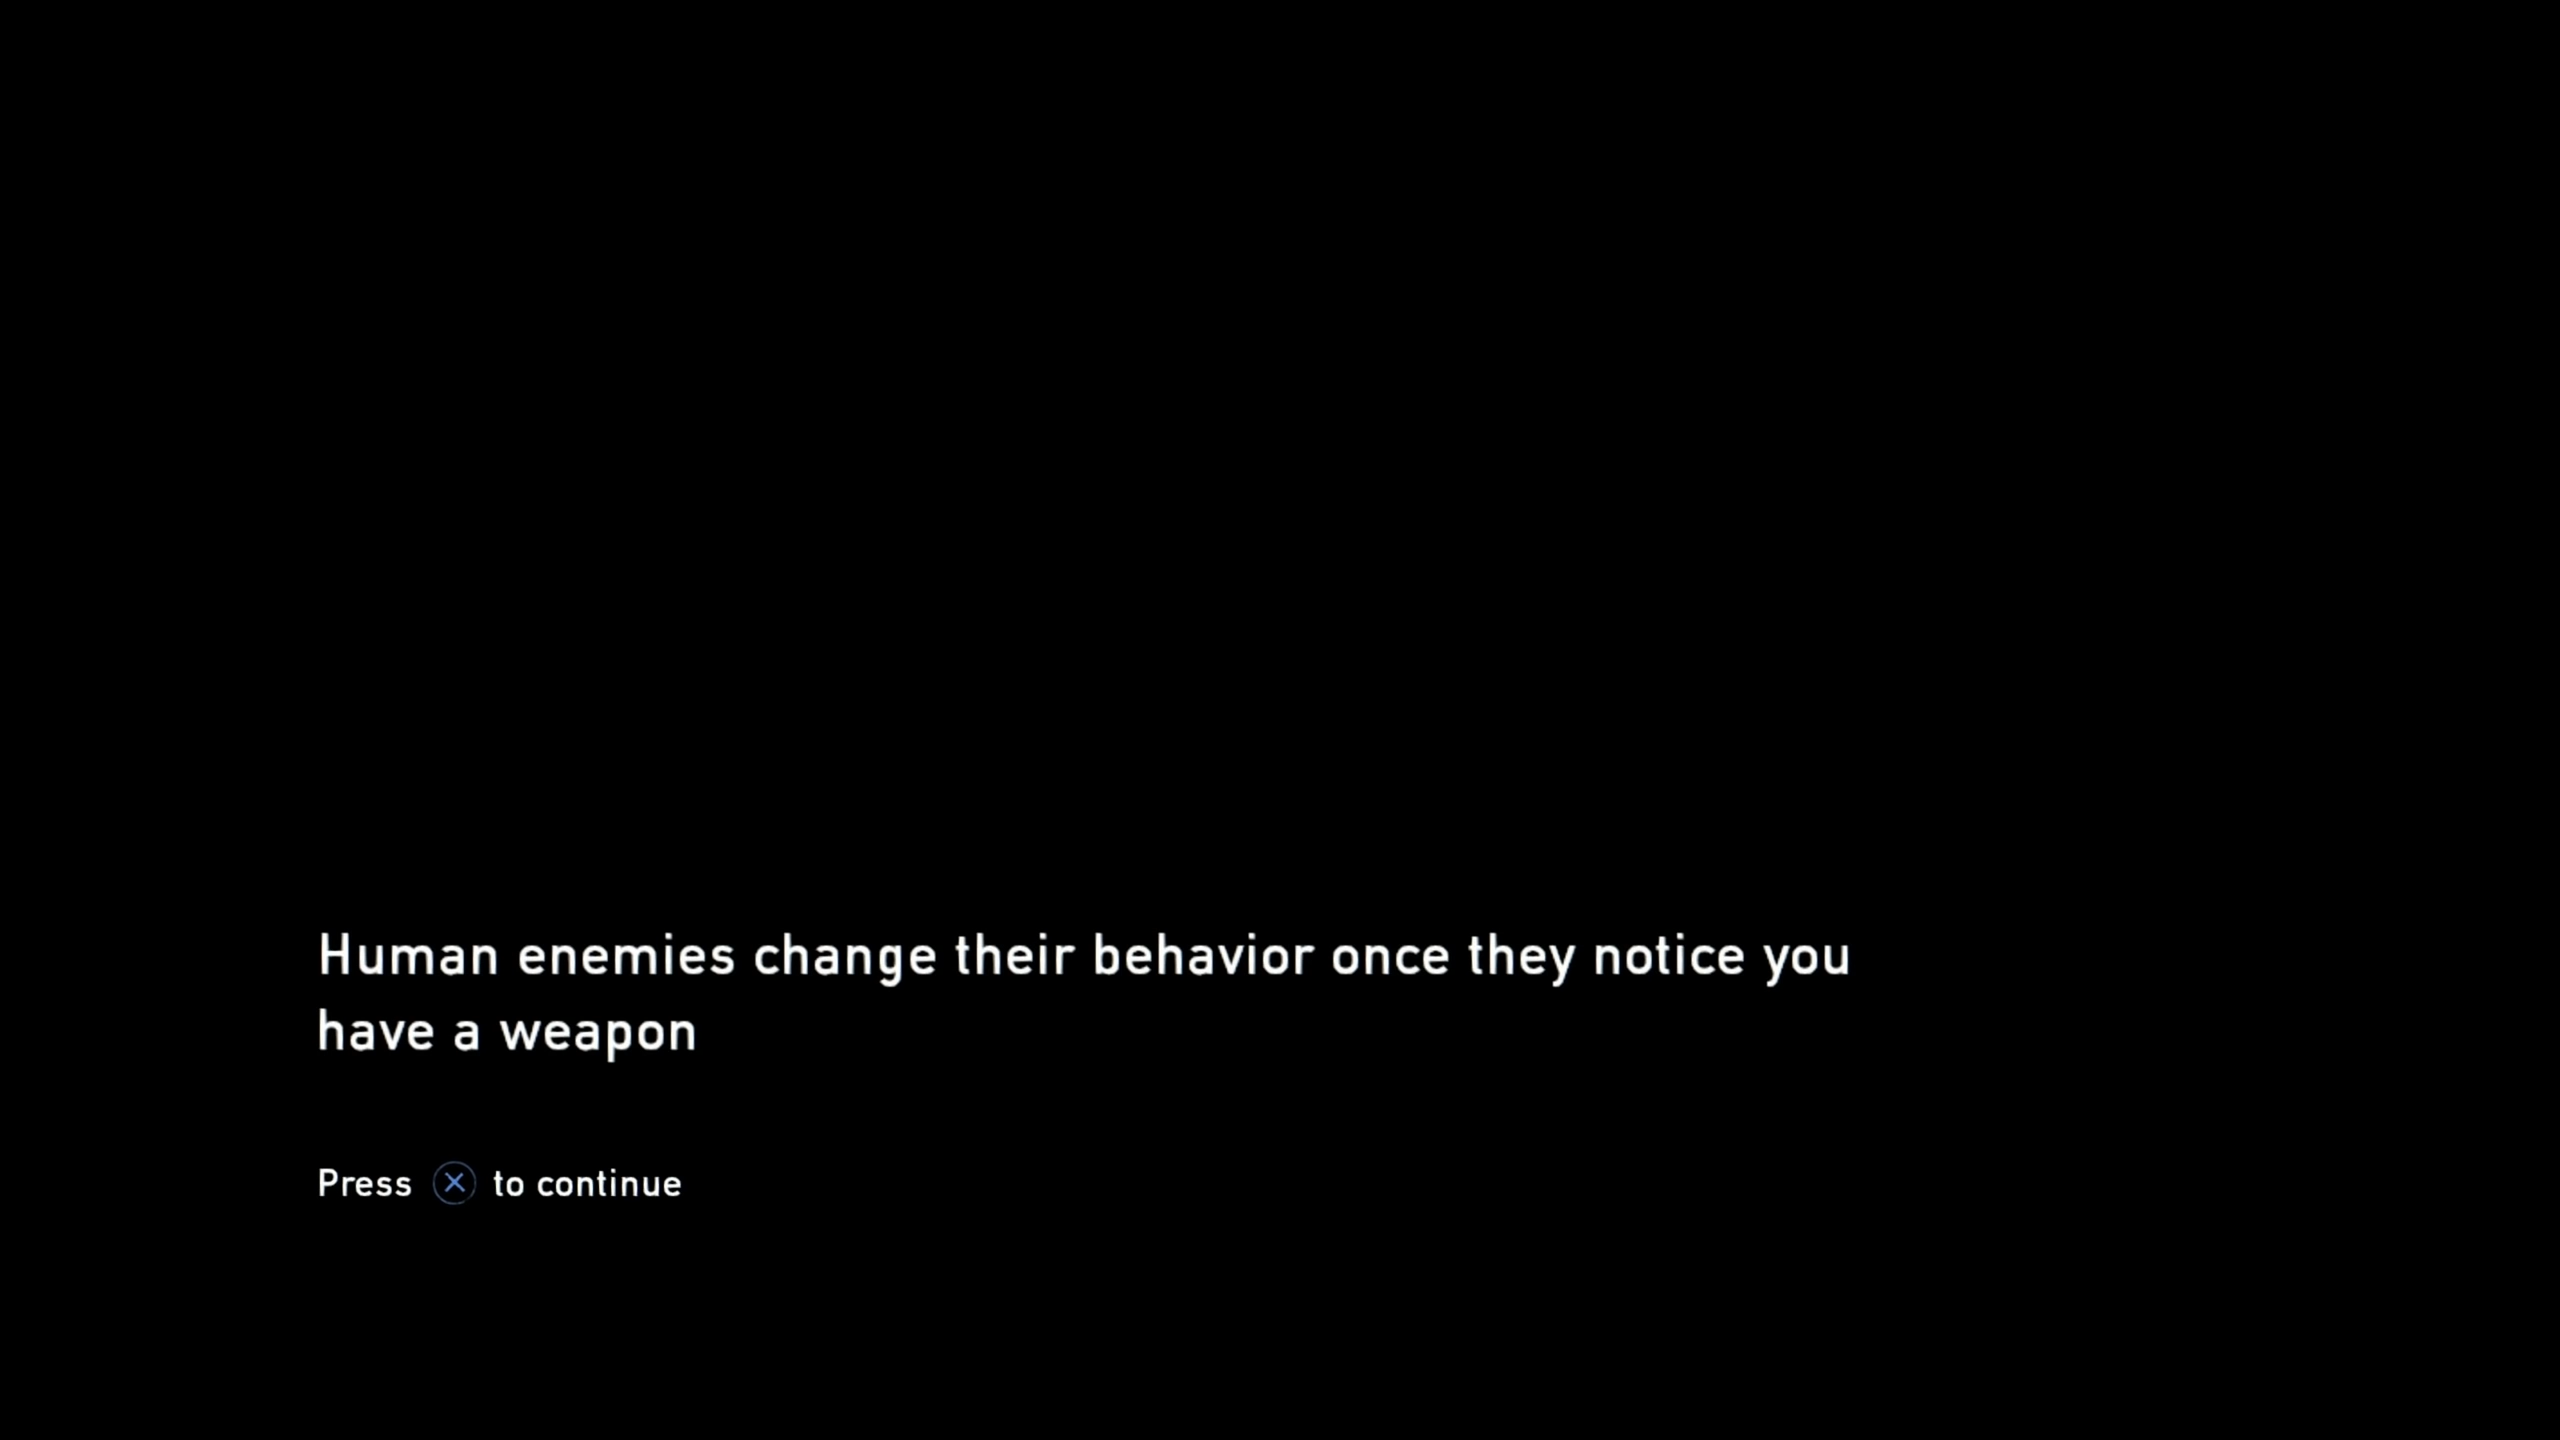 Human enemies change their behavior once they notice you
have a weapon
Press ⓧ to continue